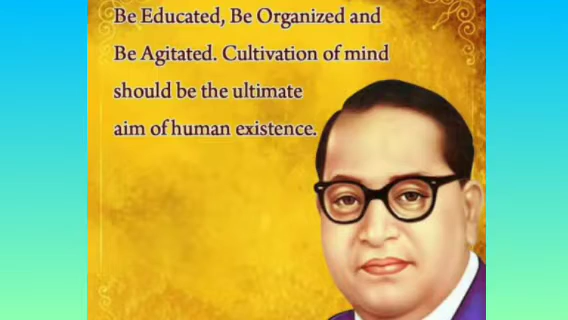 Be Educated, Be Organized and
Be Agitated. Cultivation of mind
should be the ultimate
aim of human existence.